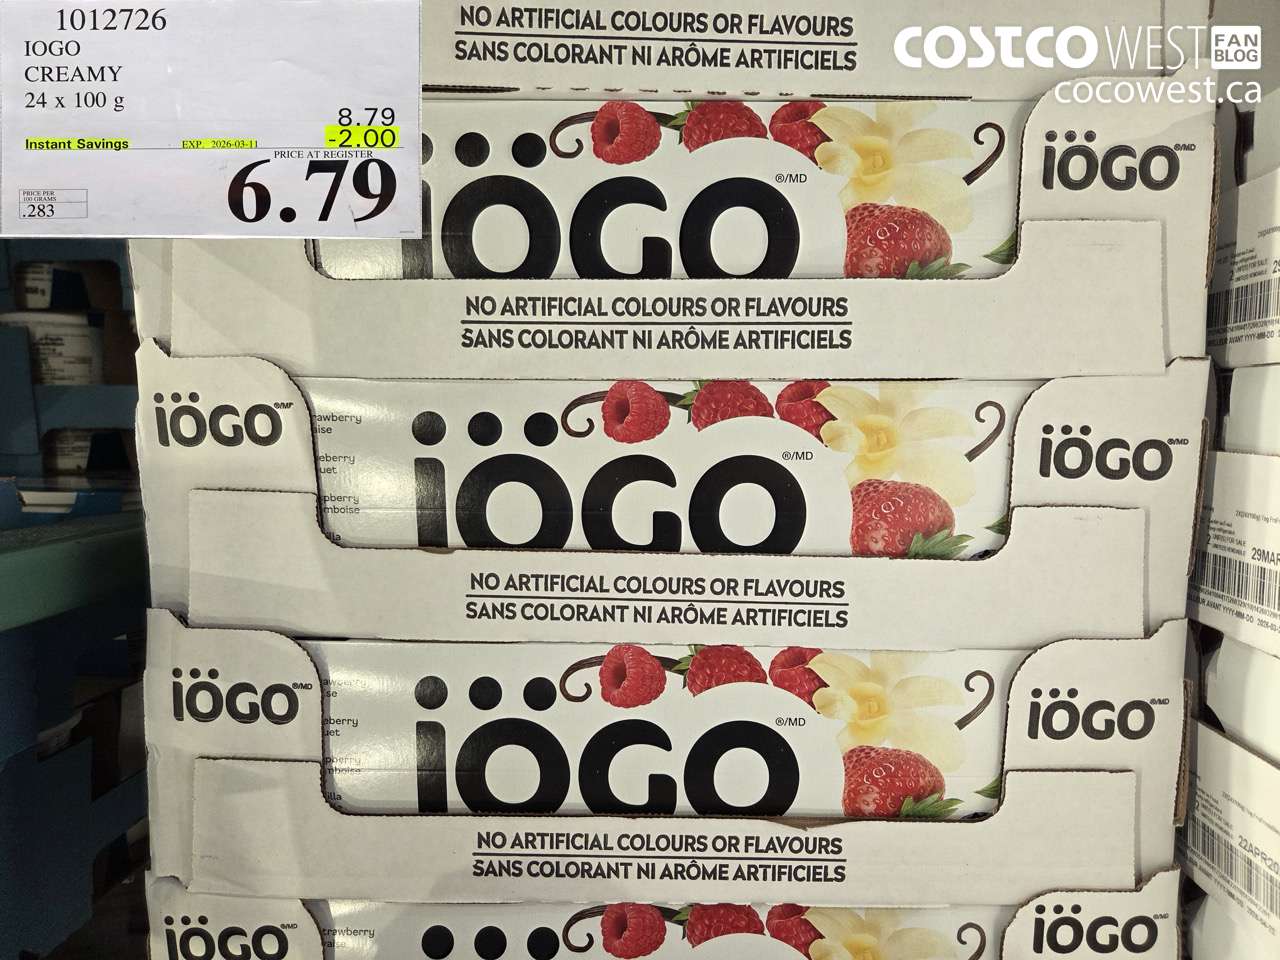 1012726
IOGO
CREAMY
24 x 100 g
8.79
Instant Savings EXP. 2026-03-11 -2.00
PRICE AT REGISTER
6.79
PRICE PER
100 GRAMS
.283
COSTCO WEST FAN BLOG
cocowest.ca
NO ARTIFICIAL COLOURS OR FLAVOURS
SANS COLORANT NI ARÔME ARTIFICIELS
iöGO ®/MD
iöGO ®/MD
NO ARTIFICIAL COLOURS OR FLAVOURS
SANS COLORANT NI ARÔME ARTIFICIELS
iöGO ®/MD
iöGO ®/MD
iöGO ®/MD
NO ARTIFICIAL COLOURS OR FLAVOURS
SANS COLORANT NI ARÔME ARTIFICIELS
iöGO ®/MD
iöGO ®/MD
iöGO ®/MD
NO ARTIFICIAL COLOURS OR FLAVOURS
SANS COLORANT NI ARÔME ARTIFICIELS
iöGO ®/MD
strawberry
iöGO ®/MD